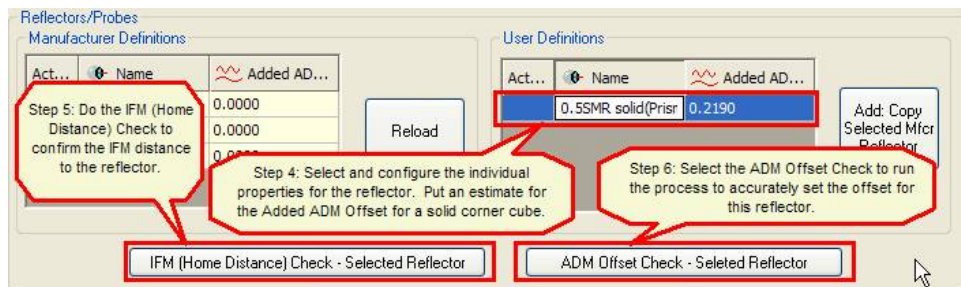 Reflectors/Probes
Manufacturer Definitions
User Definitions
Act... Name Added AD...
Act... Name Added AD...
0.0000
0.0000
Reload
0.5SMR solid(Prisr 0.2190
Add: Copy
Selected Mfcr
Reflector
Step 5: Do the IFM (Home
Distance) Check to
confirm the IFM distance
to the reflector.
Step 4: Select and configure the individual
properties for the reflector. Put an estimate for
the Added ADM Offset for a solid corner cube.
Step 6: Select the ADM Offset Check to run
the process to accurately set the offset for
this reflector.
IFM (Home Distance) Check - Selected Reflector
ADM Offset Check - Seleted Reflector